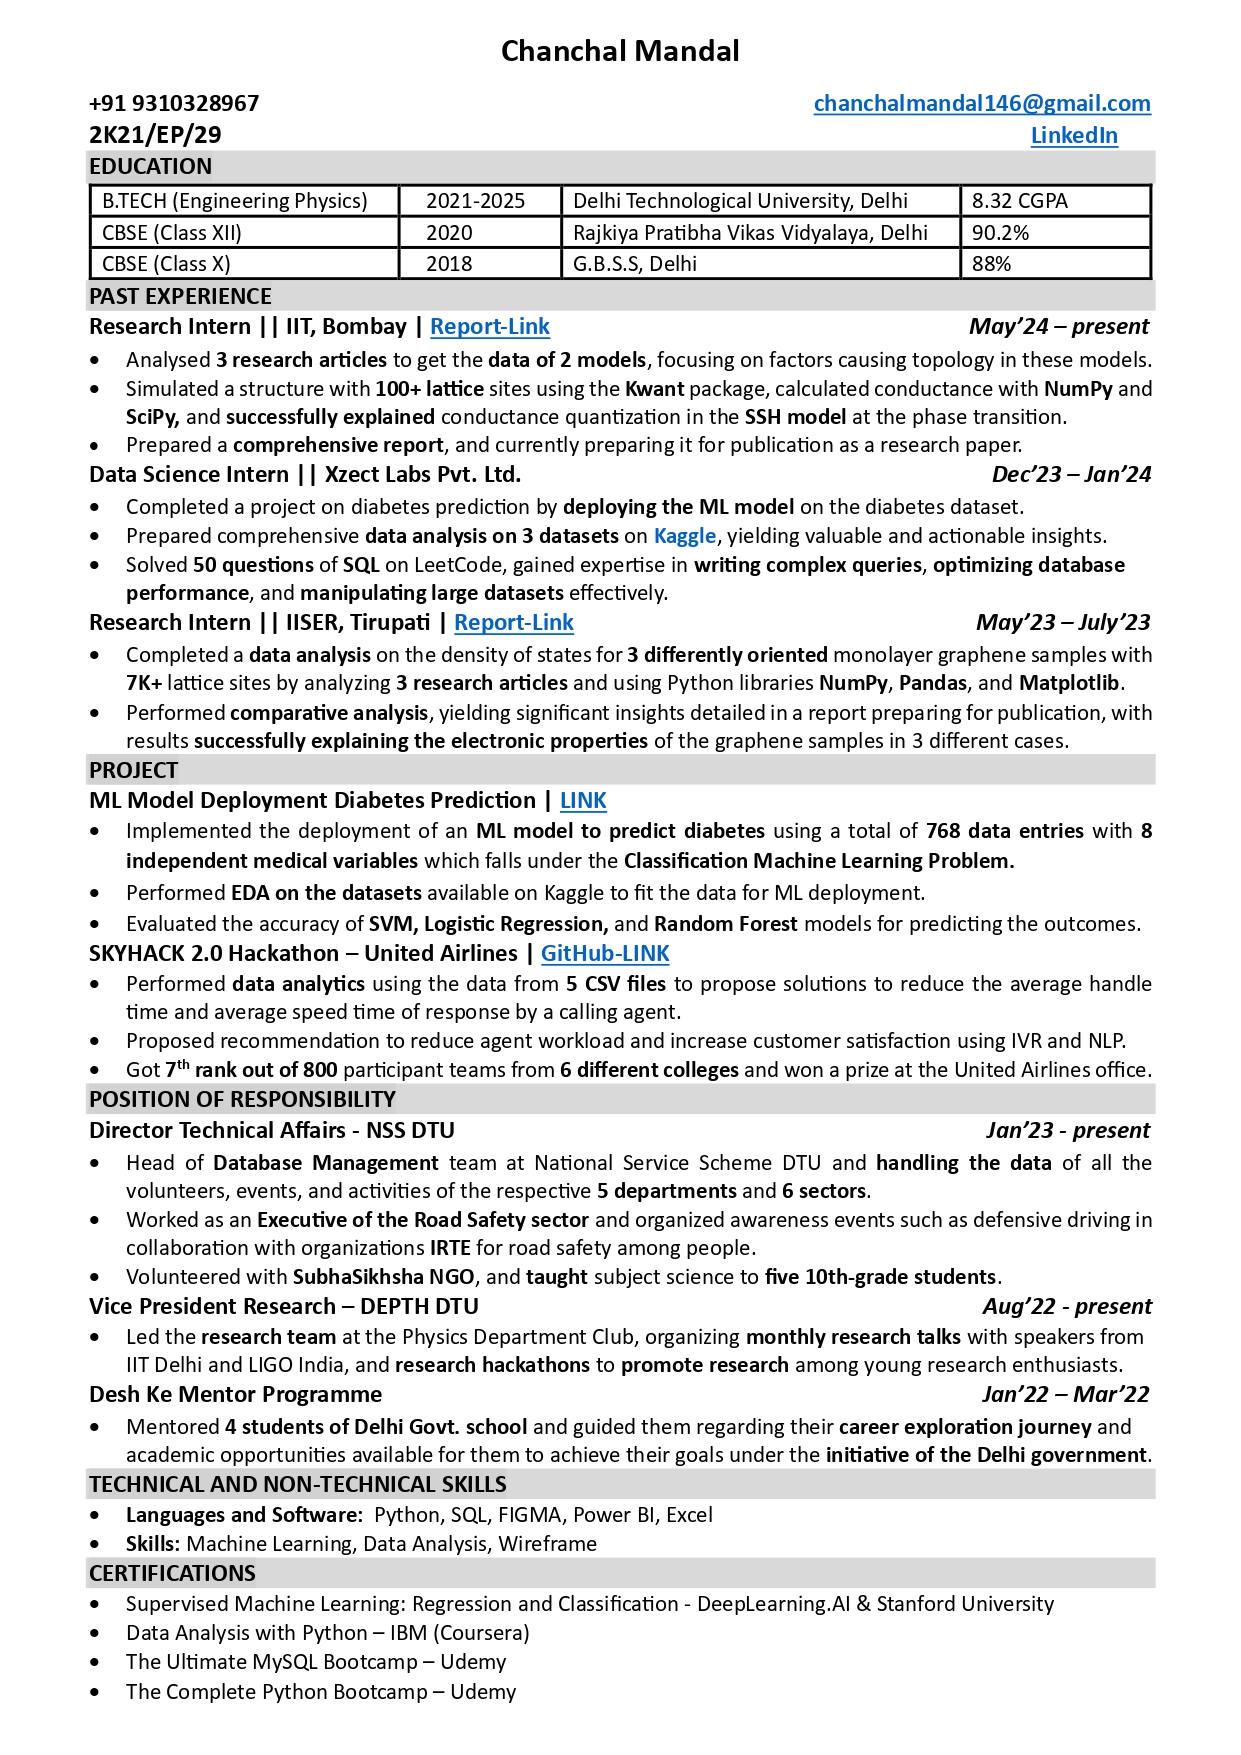 Chanchal Mandal
+91 9310328967 chanchalmandal146@gmail.com
2K21/EP/29 LinkedIn
EDUCATION
B.TECH (Engineering Physics) 2021-2025 Delhi Technological University, Delhi 8.32 CGPA
CBSE (Class XII) 2020 Rajkiya Pratibha Vikas Vidyalaya, Delhi 90.2%
CBSE (Class X) 2018 G.B.S.S, Delhi 88%
PAST EXPERIENCE
Research Intern || IIT, Bombay | Report-Link May’24 – present
• Analysed 3 research articles to get the data of 2 models, focusing on factors causing topology in these models.
• Simulated a structure with 100+ lattice sites using the Kwant package, calculated conductance with NumPy and
SciPy, and successfully explained conductance quantization in the SSH model at the phase transition.
• Prepared a comprehensive report, and currently preparing it for publication as a research paper.
Data Science Intern || Xzect Labs Pvt. Ltd. Dec’23 – Jan’24
• Completed a project on diabetes prediction by deploying the ML model on the diabetes dataset.
• Prepared comprehensive data analysis on 3 datasets on Kaggle, yielding valuable and actionable insights.
• Solved 50 questions of SQL on LeetCode, gained expertise in writing complex queries, optimizing database
performance, and manipulating large datasets effectively.
Research Intern || IISER, Tirupati | Report-Link May’23 – July’23
• Completed a data analysis on the density of states for 3 differently oriented monolayer graphene samples with
7K+ lattice sites by analyzing 3 research articles and using Python libraries NumPy, Pandas, and Matplotlib.
• Performed comparative analysis, yielding significant insights detailed in a report preparing for publication, with
results successfully explaining the electronic properties of the graphene samples in 3 different cases.
PROJECT
ML Model Deployment Diabetes Prediction | LINK
• Implemented the deployment of an ML model to predict diabetes using a total of 768 data entries with 8
independent medical variables which falls under the Classification Machine Learning Problem.
• Performed EDA on the datasets available on Kaggle to fit the data for ML deployment.
• Evaluated the accuracy of SVM, Logistic Regression, and Random Forest models for predicting the outcomes.
SKYHACK 2.0 Hackathon – United Airlines | GitHub-LINK
• Performed data analytics using the data from 5 CSV files to propose solutions to reduce the average handle
time and average speed time of response by a calling agent.
• Proposed recommendation to reduce agent workload and increase customer satisfaction using IVR and NLP.
• Got 7th rank out of 800 participant teams from 6 different colleges and won a prize at the United Airlines office.
POSITION OF RESPONSIBILITY
Director Technical Affairs - NSS DTU Jan’23 - present
• Head of Database Management team at National Service Scheme DTU and handling the data of all the
volunteers, events, and activities of the respective 5 departments and 6 sectors.
• Worked as an Executive of the Road Safety sector and organized awareness events such as defensive driving in
collaboration with organizations IRTE for road safety among people.
• Volunteered with SubhaSikhsha NGO, and taught subject science to five 10th-grade students.
Vice President Research – DEPTH DTU Aug’22 - present
• Led the research team at the Physics Department Club, organizing monthly research talks with speakers from
IIT Delhi and LIGO India, and research hackathons to promote research among young research enthusiasts.
Desh Ke Mentor Programme Jan’22 – Mar’22
• Mentored 4 students of Delhi Govt. school and guided them regarding their career exploration journey and
academic opportunities available for them to achieve their goals under the initiative of the Delhi government.
TECHNICAL AND NON-TECHNICAL SKILLS
• Languages and Software: Python, SQL, FIGMA, Power BI, Excel
• Skills: Machine Learning, Data Analysis, Wireframe
CERTIFICATIONS
• Supervised Machine Learning: Regression and Classification - DeepLearning.AI & Stanford University
• Data Analysis with Python – IBM (Coursera)
• The Ultimate MySQL Bootcamp – Udemy
• The Complete Python Bootcamp – Udemy